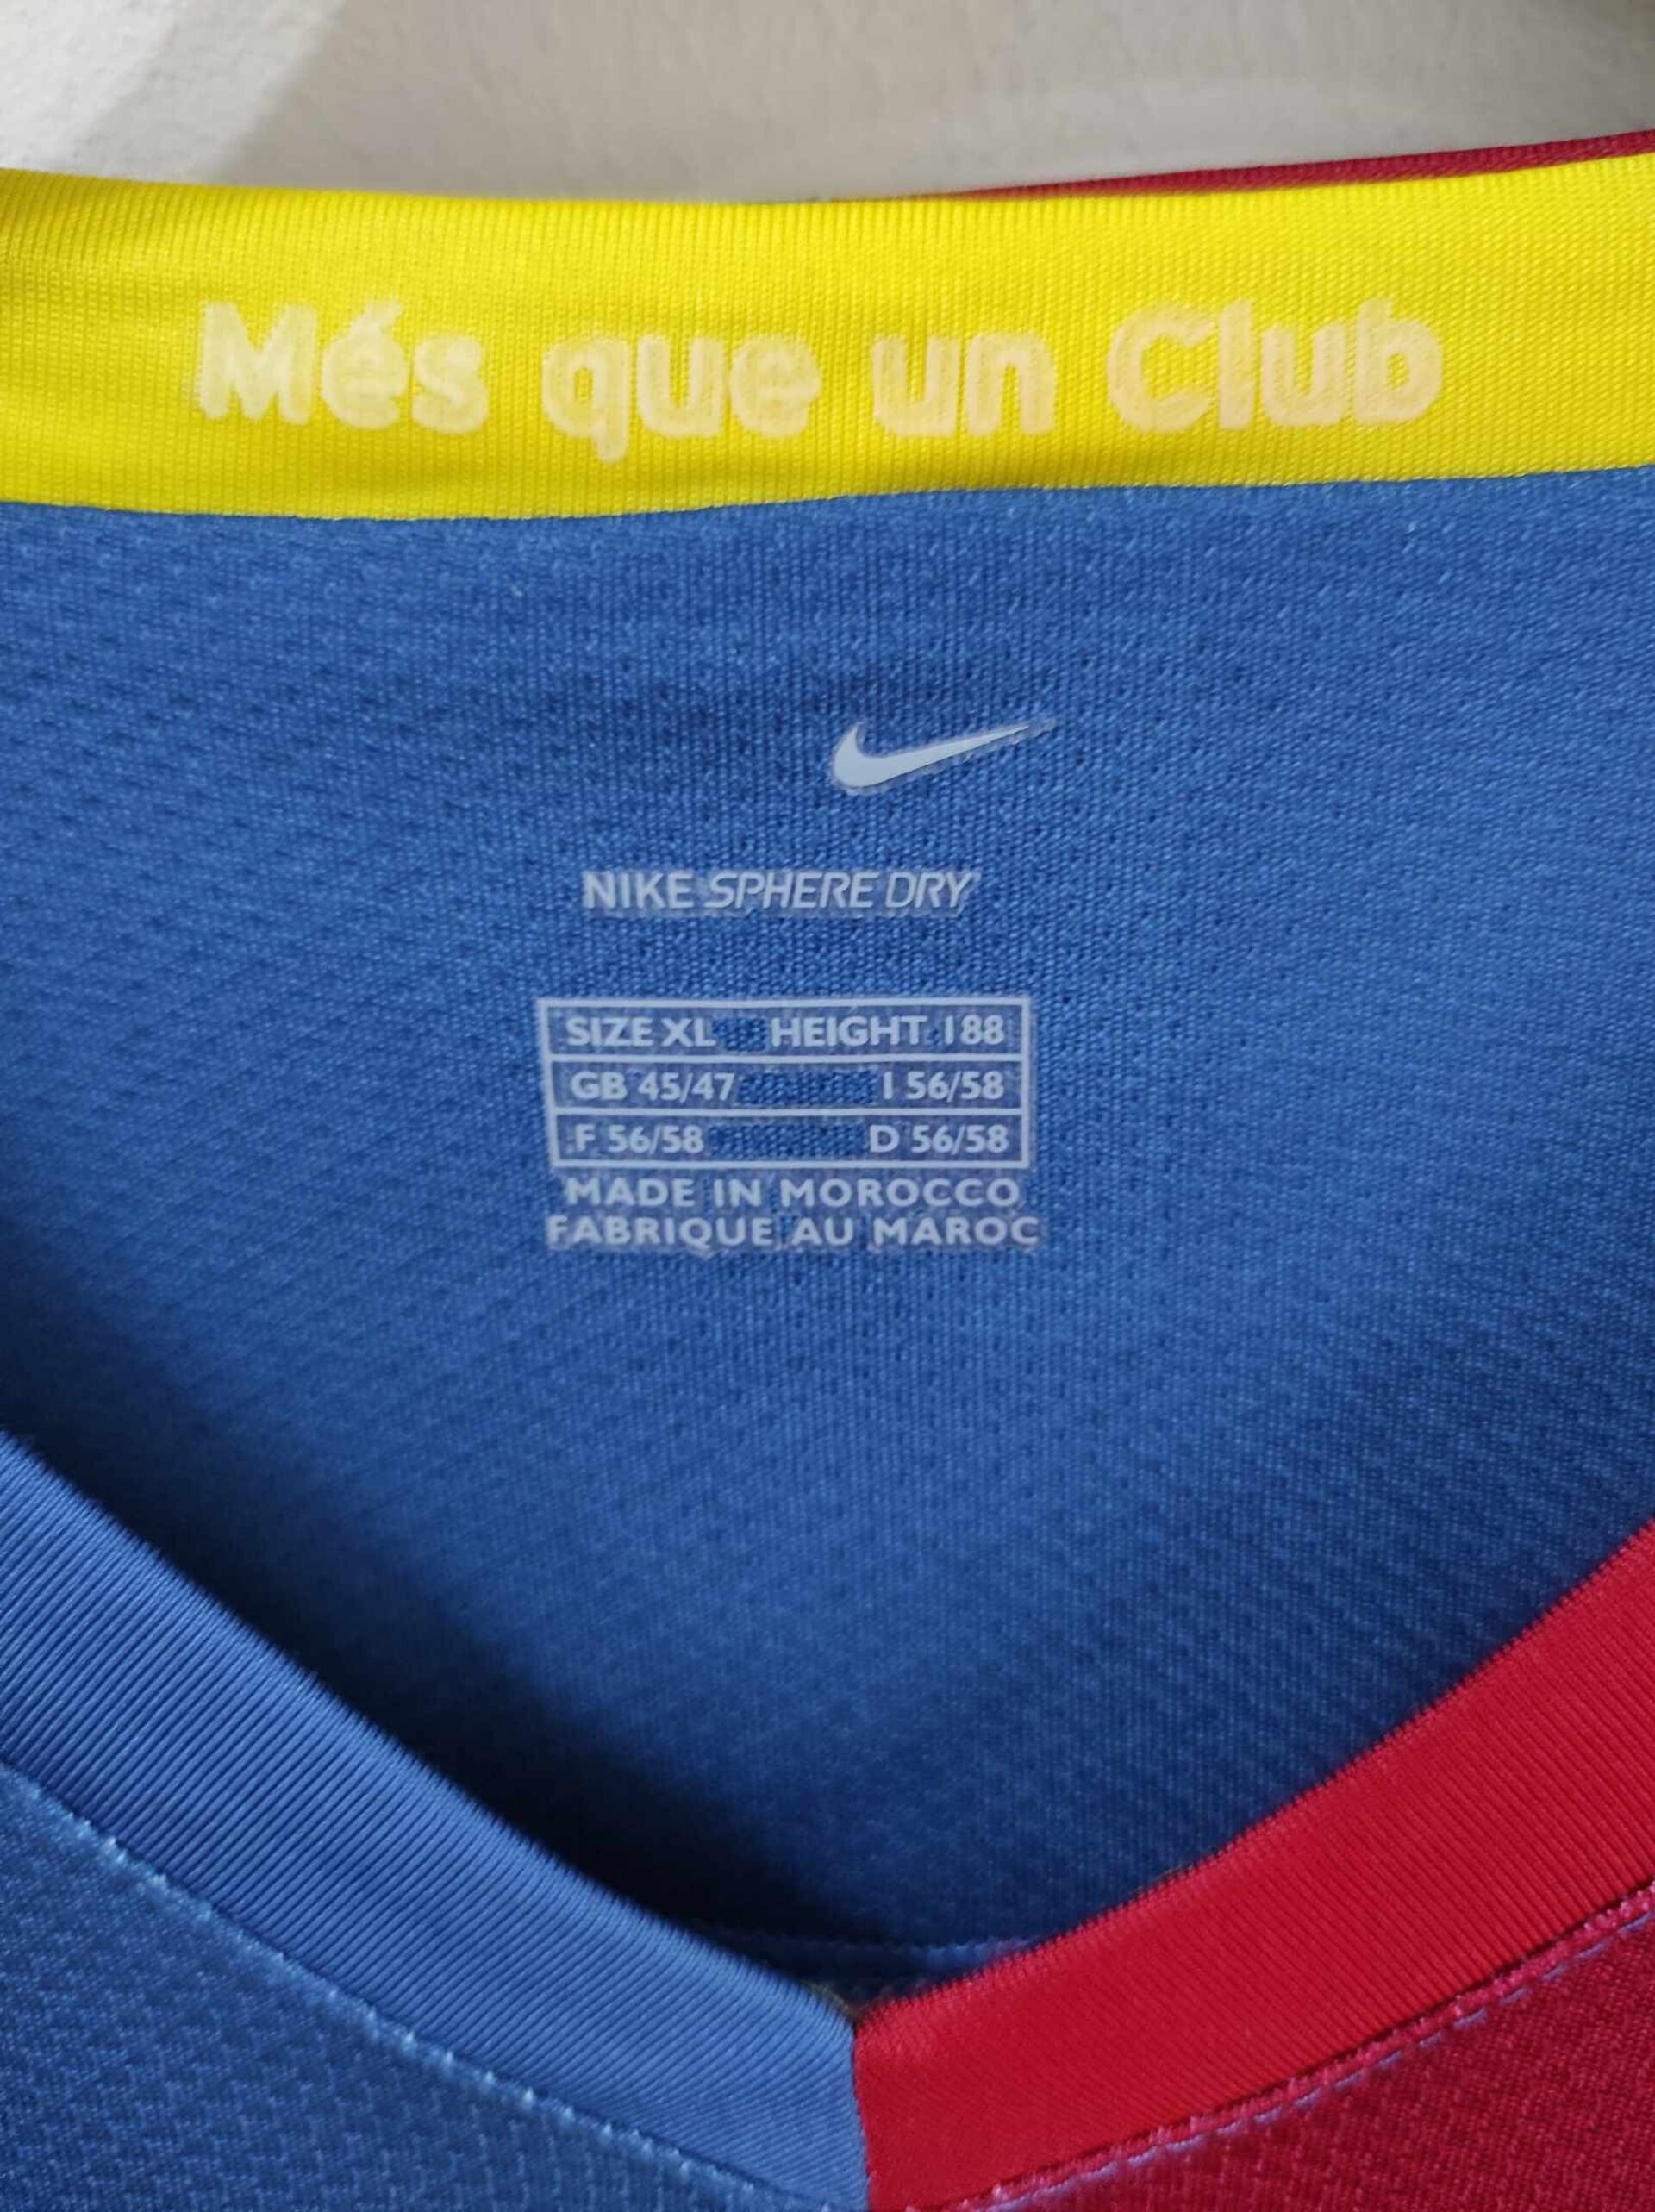 Més que un Club
NIKE SPHERE DRY
SIZE XL HEIGHT 188
GB 45/47 I 56/58
F 56/58 D 56/58
MADE IN MOROCCO
FABRIQUE AU MAROC